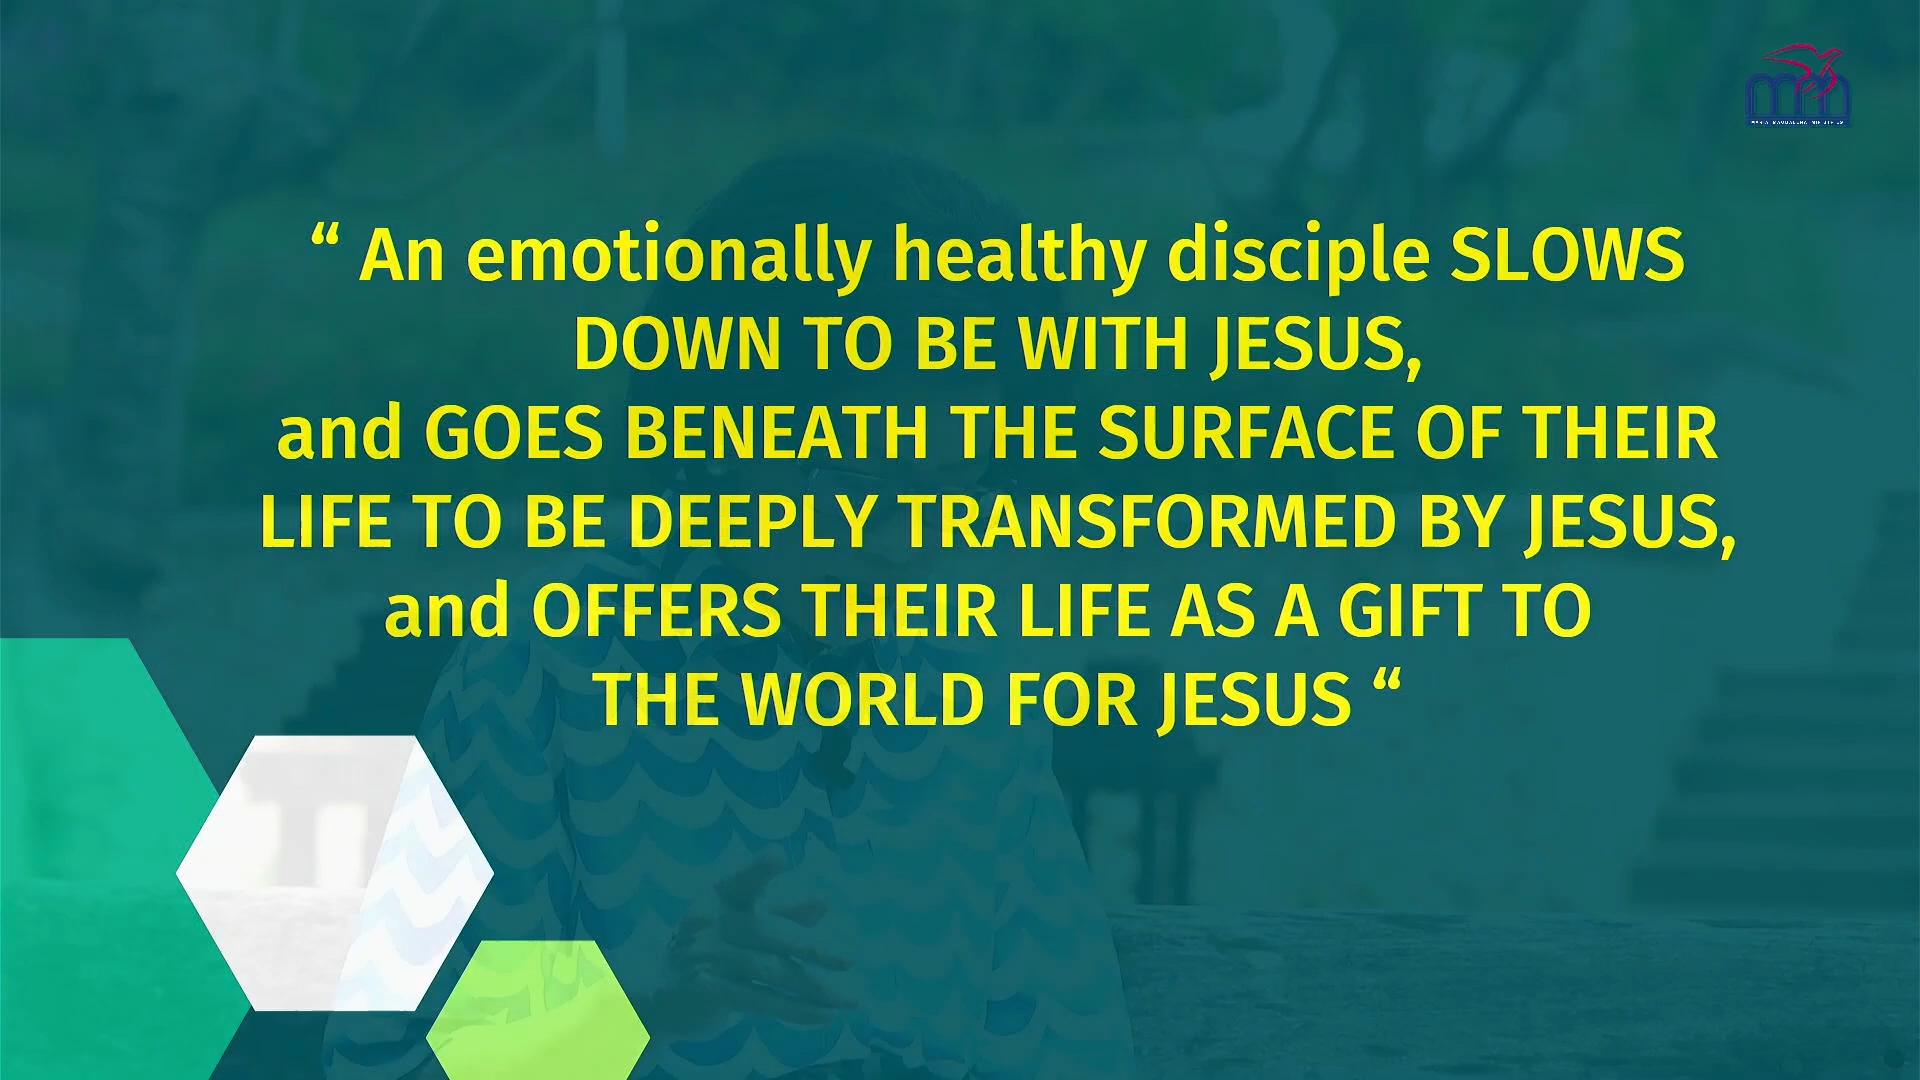 “ An emotionally healthy disciple SLOWS
DOWN TO BE WITH JESUS,
and GOES BENEATH THE SURFACE OF THEIR
LIFE TO BE DEEPLY TRANSFORMED BY JESUS,
and OFFERS THEIR LIFE AS A GIFT TO
THE WORLD FOR JESUS “